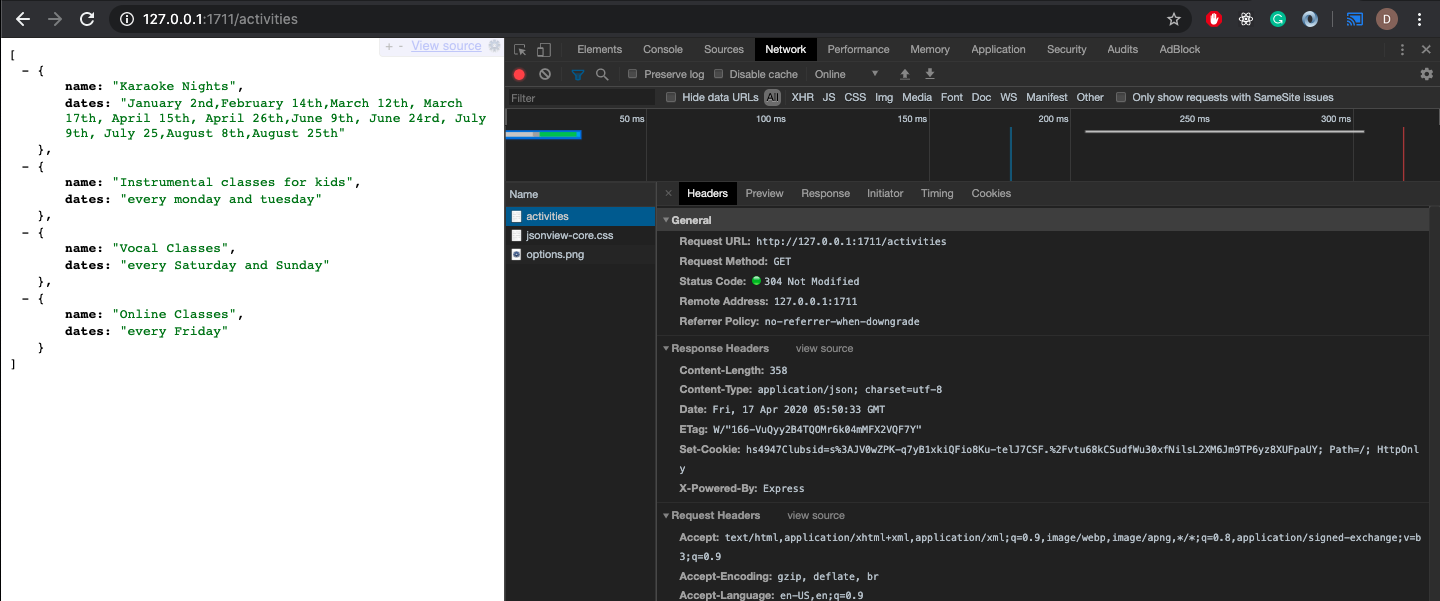 127.0.0.1:1711/activities
D
+ - View source
[
- {
name: "Karaoke Nights",
dates: "January 2nd,February 14th,March 12th, March
17th, April 15th, April 26th,June 9th, June 24rd, July
9th, July 25,August 8th,August 25th"
},
- {
name: "Instrumental classes for kids",
dates: "every monday and tuesday"
},
- {
name: "Vocal Classes",
dates: "every Saturday and Sunday"
},
- {
name: "Online Classes",
dates: "every Friday"
}
]
Elements Console Sources Network Performance Memory Application Security Audits AdBlock
Preserve log Disable cache Online
Filter Hide data URLs All XHR JS CSS Img Media Font Doc WS Manifest Other Only show requests with SameSite issues
50 ms 100 ms 150 ms 200 ms 250 ms 300 ms
Name
activities
jsonview-core.css
options.png
Headers Preview Response Initiator Timing Cookies
General
Request URL: http://127.0.0.1:1711/activities
Request Method: GET
Status Code: 304 Not Modified
Remote Address: 127.0.0.1:1711
Referrer Policy: no-referrer-when-downgrade
Response Headers view source
Content-Length: 358
Content-Type: application/json; charset=utf-8
Date: Fri, 17 Apr 2020 05:50:33 GMT
ETag: W/"166-VuQyy2B4TQOMr6k04mMFX2VQF7Y"
Set-Cookie: hs4947Clubsid=s%3AJV0wZPK-q7yB1xkiQFio8Ku-telJ7CSF.%2Fvtu68kCSudfWu30xfNilsL2XM6Jm9TP6yz8XUFpaUY; Path=/; HttpOnl
y
X-Powered-By: Express
Request Headers view source
Accept: text/html,application/xhtml+xml,application/xml;q=0.9,image/webp,image/apng,*/*;q=0.8,application/signed-exchange;v=b
3;q=0.9
Accept-Encoding: gzip, deflate, br
Accept-Language: en-US,en;q=0.9